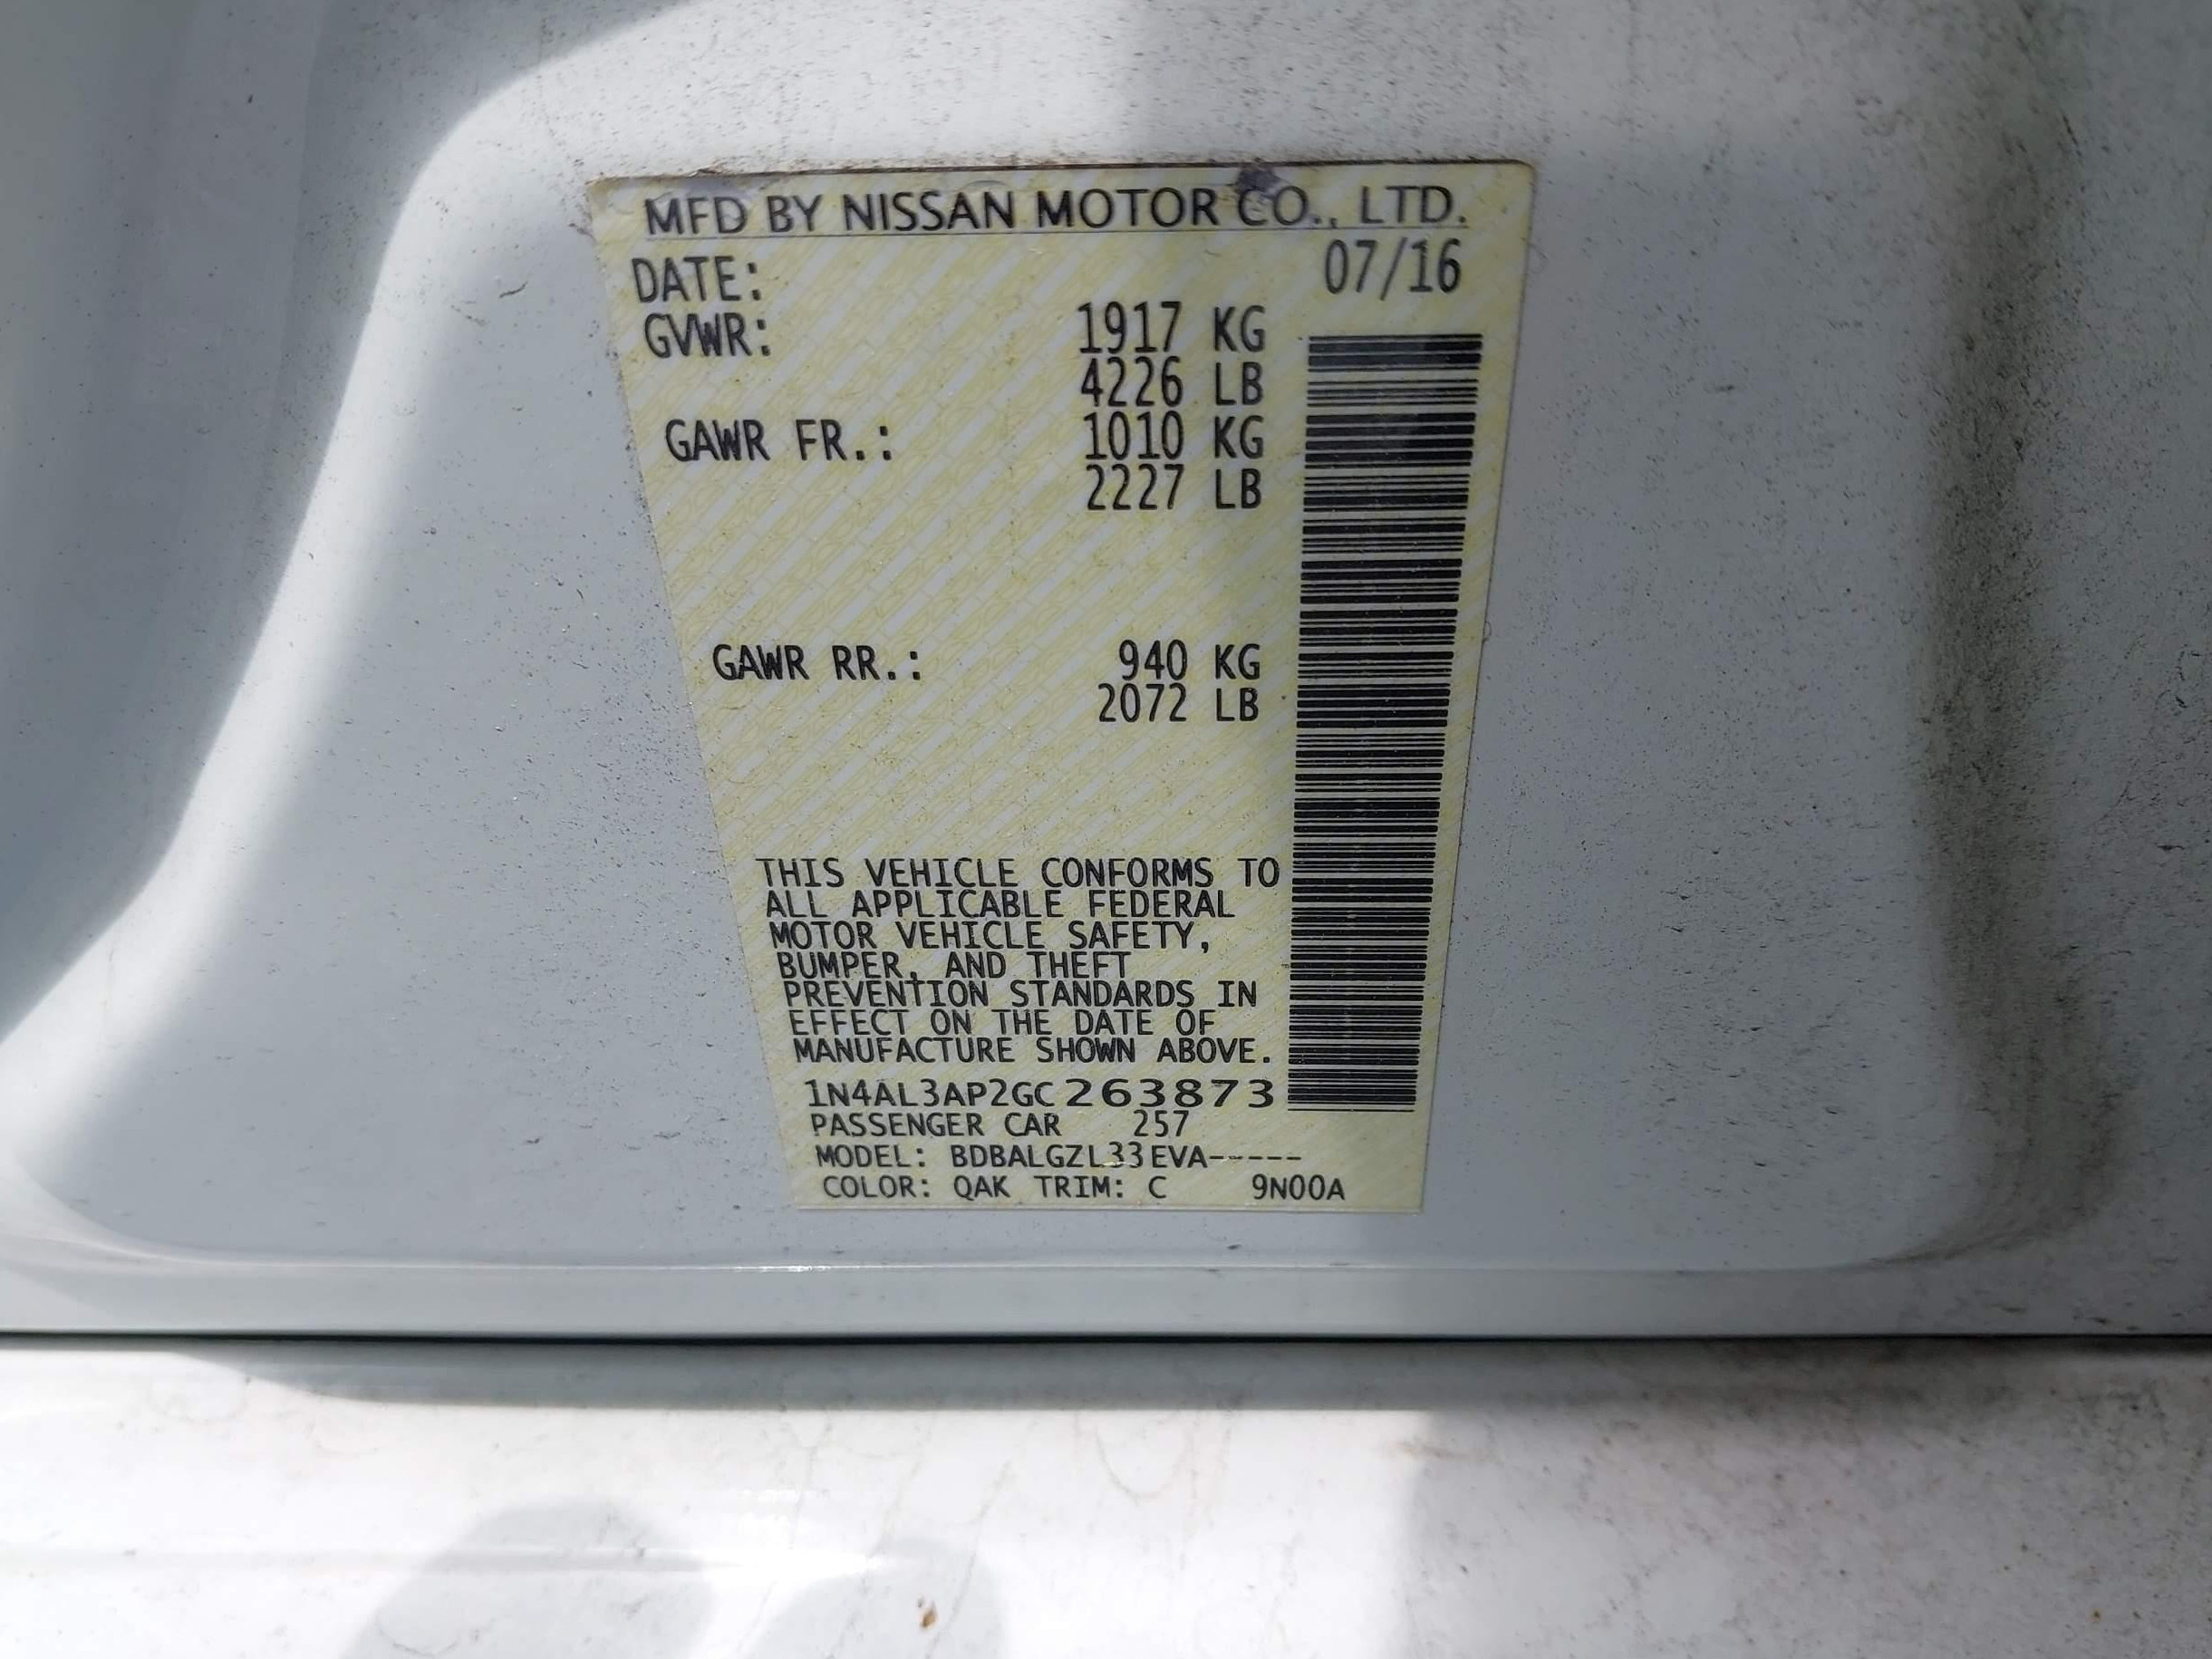 MFD BY NISSAN MOTOR CO., LTD.
DATE: 07/16
GVWR: 1917 KG
4226 LB
GAWR FR.: 1010 KG
2227 LB
GAWR RR.: 940 KG
2072 LB
THIS VEHICLE CONFORMS TO
ALL APPLICABLE FEDERAL
MOTOR VEHICLE SAFETY,
BUMPER, AND THEFT
PREVENTION STANDARDS IN
EFFECT ON THE DATE OF
MANUFACTURE SHOWN ABOVE.
1N4AL3AP2GC263873
PASSENGER CAR 257
MODEL: BDBALGZL33EVA-----
COLOR: QAK TRIM: C 9N00A